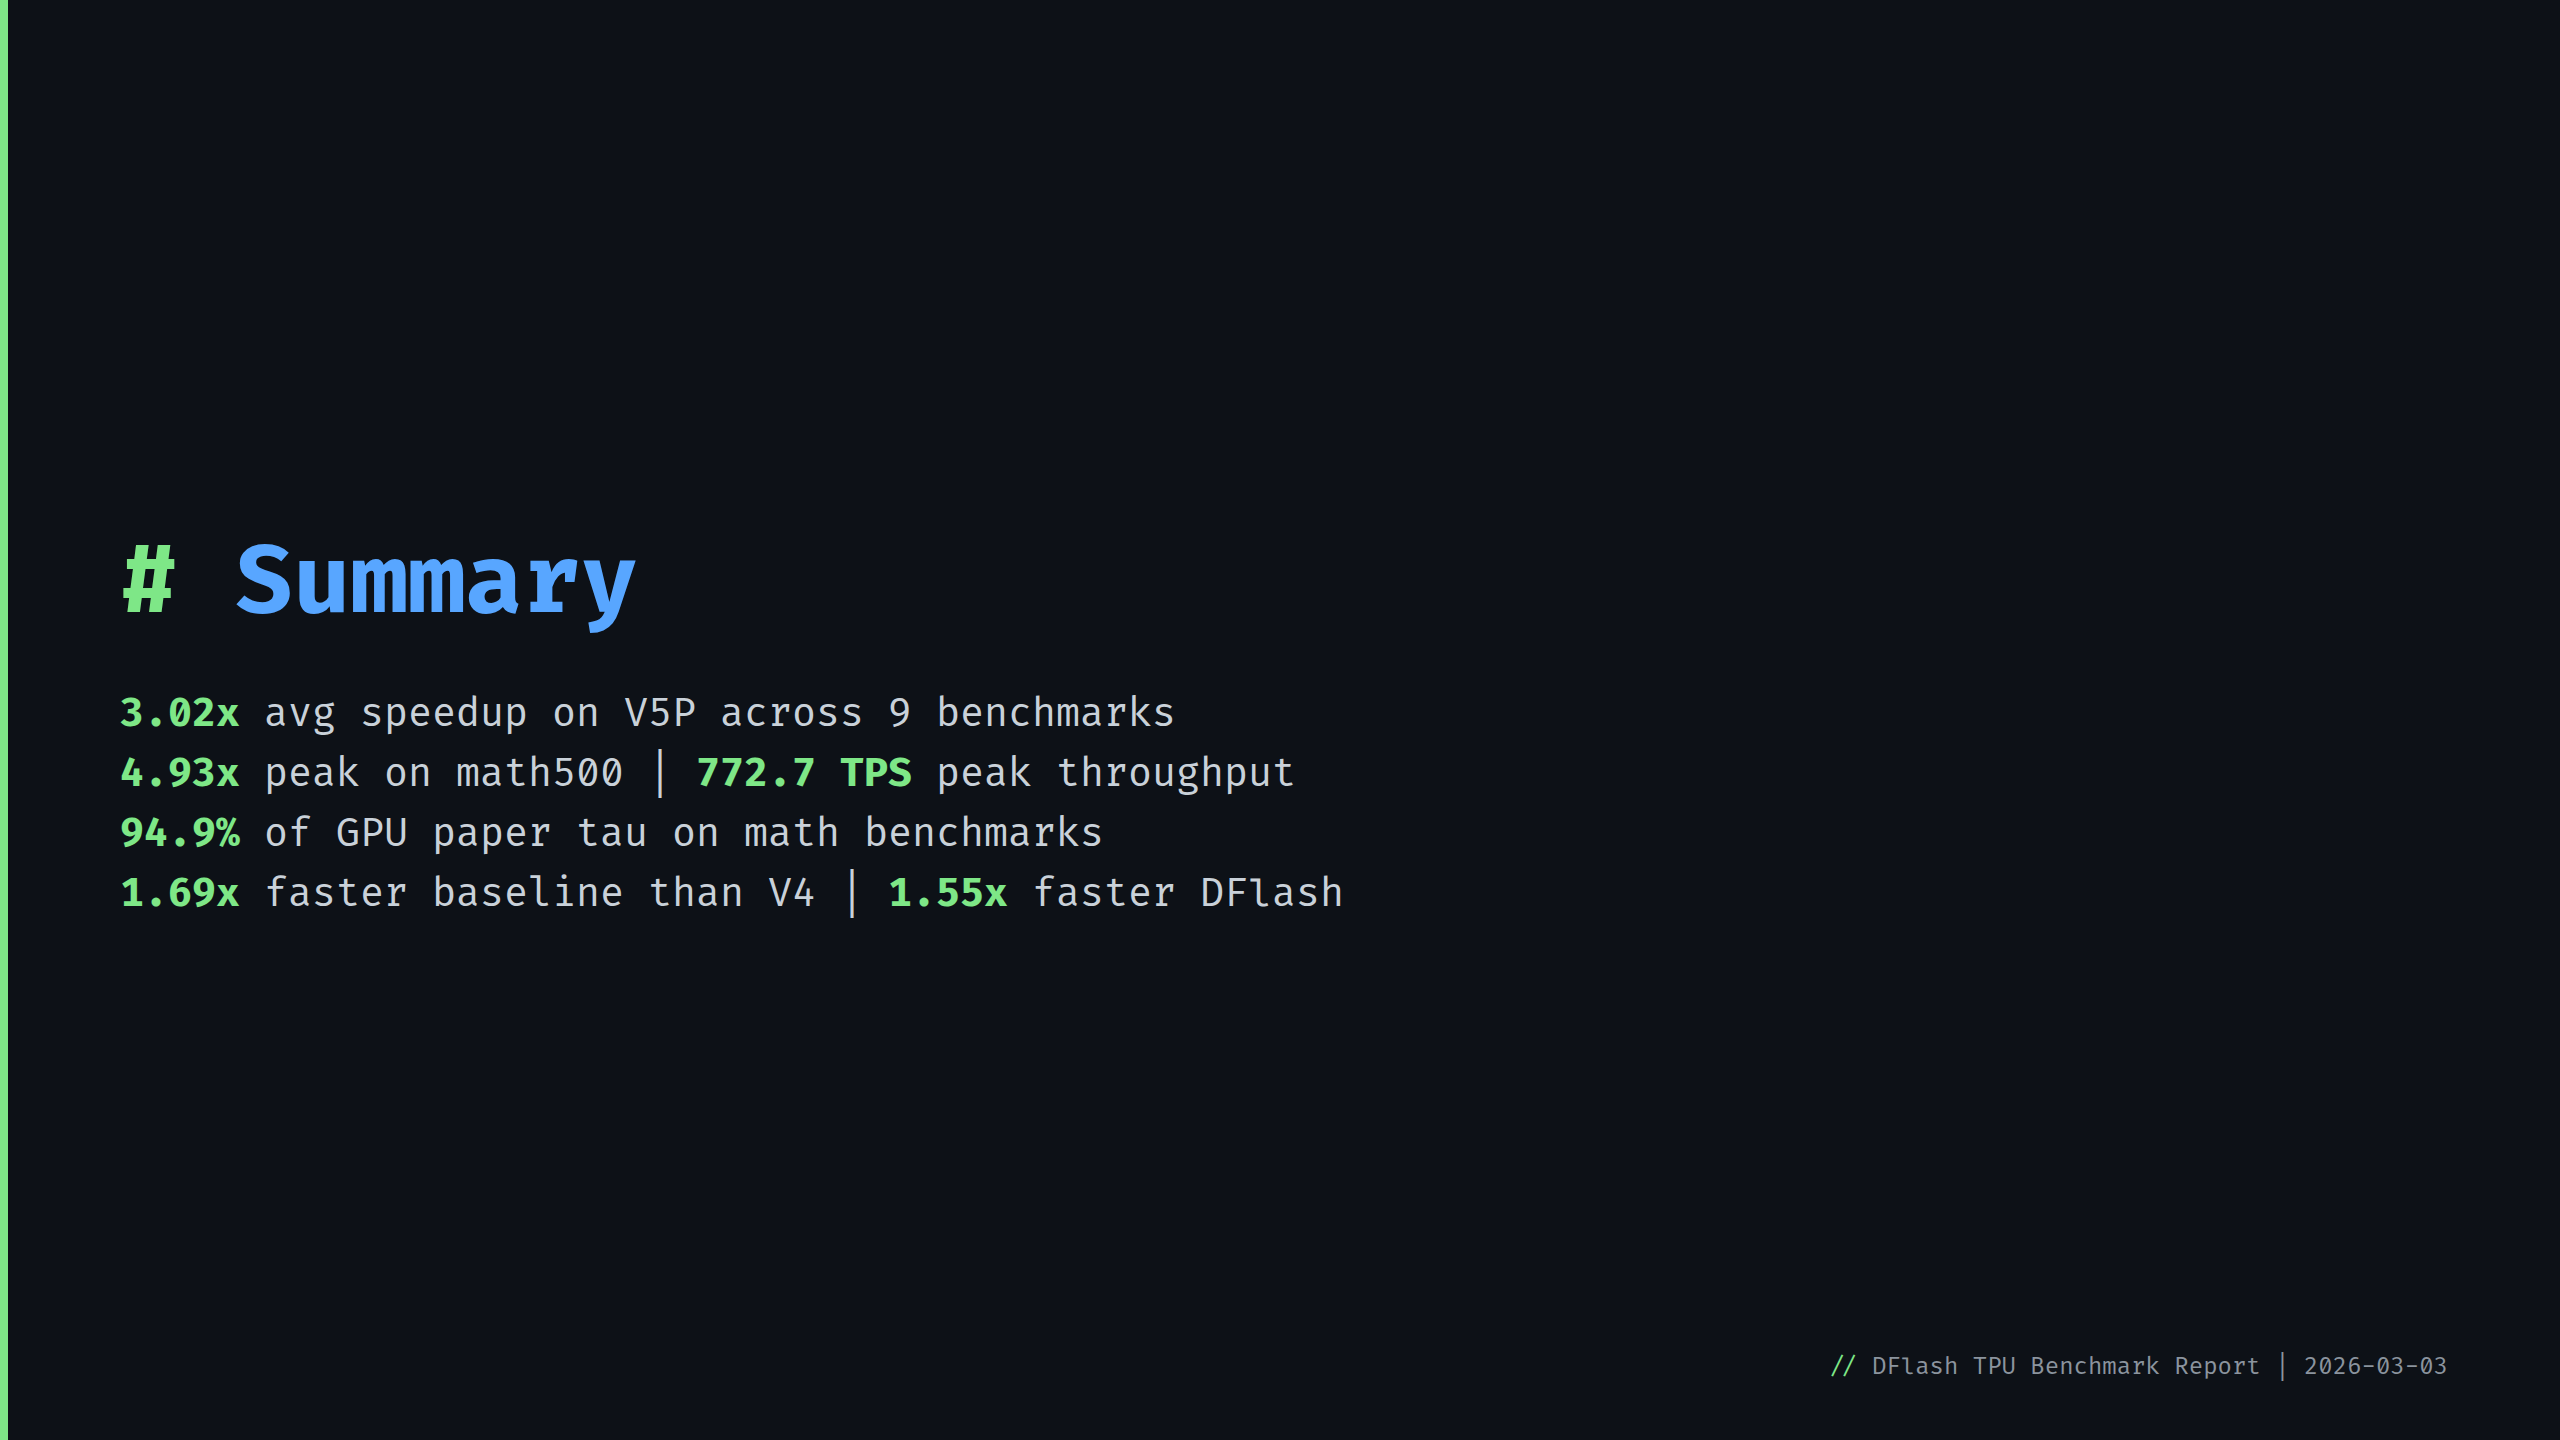 # Summary
3.02x avg speedup on V5P across 9 benchmarks
4.93x peak on math500 | 772.7 TPS peak throughput
94.9% of GPU paper tau on math benchmarks
1.69x faster baseline than V4 | 1.55x faster DFlash
// DFlash TPU Benchmark Report | 2026-03-03